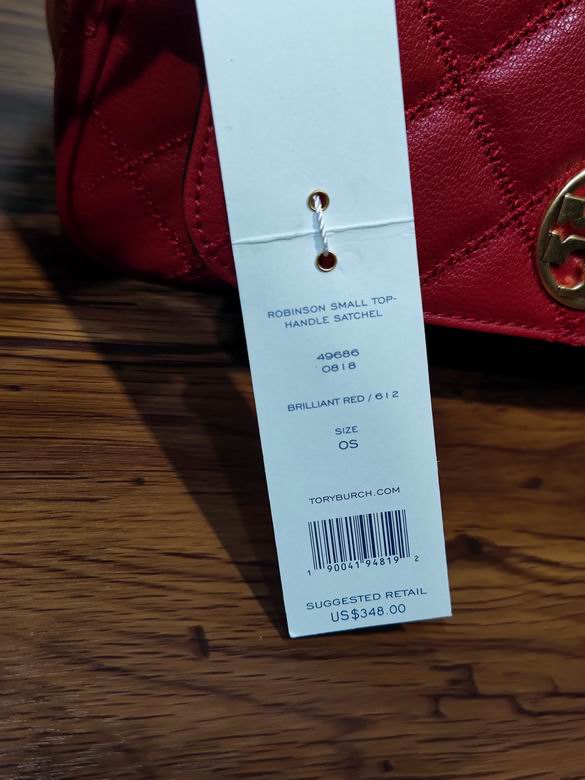 ROBINSON SMALL TOP-
HANDLE SATCHEL
49686
0818
BRILLIANT RED / 612
SIZE
OS
TORYBURCH.COM
1 90041 94819 2
SUGGESTED RETAIL
US$348.00